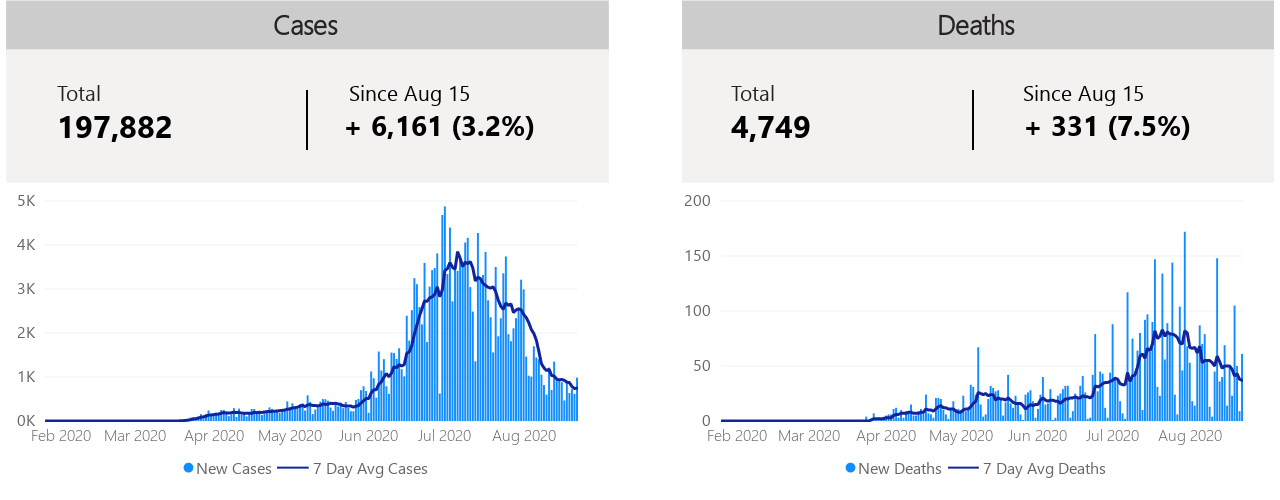 Cases
Total
197,882
Since Aug 15
+ 6,161 (3.2%)
5K
4K
3K
2K
1K
0K
Feb 2020 Mar 2020 Apr 2020 May 2020 Jun 2020 Jul 2020 Aug 2020
New Cases 7 Day Avg Cases
Deaths
Total
4,749
Since Aug 15
+ 331 (7.5%)
200
150
100
50
0
Feb 2020 Mar 2020 Apr 2020 May 2020 Jun 2020 Jul 2020 Aug 2020
New Deaths 7 Day Avg Deaths